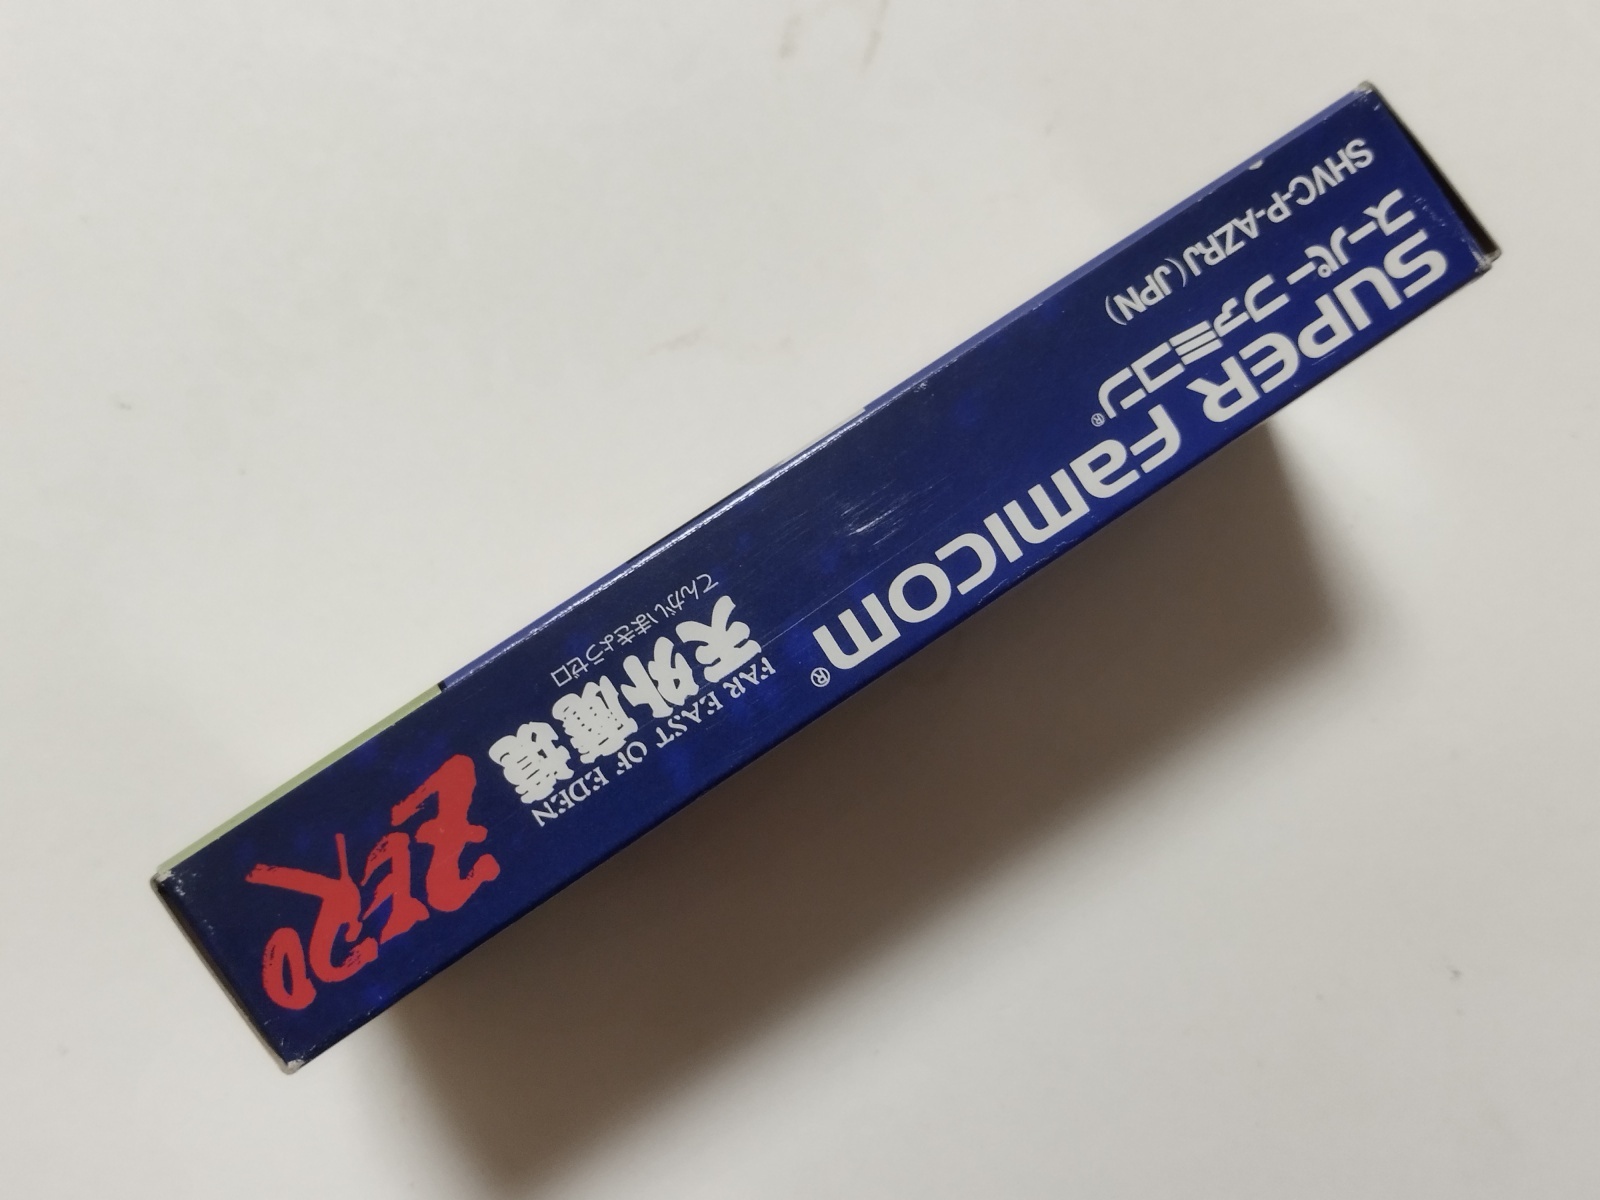 SHVC-P-AZRJ(JPN)
スーパーファミコン®
SUPER Famicom®
てんがいまきょうゼロ
天外魔境
FAR EAST OF EDEN
ZERO